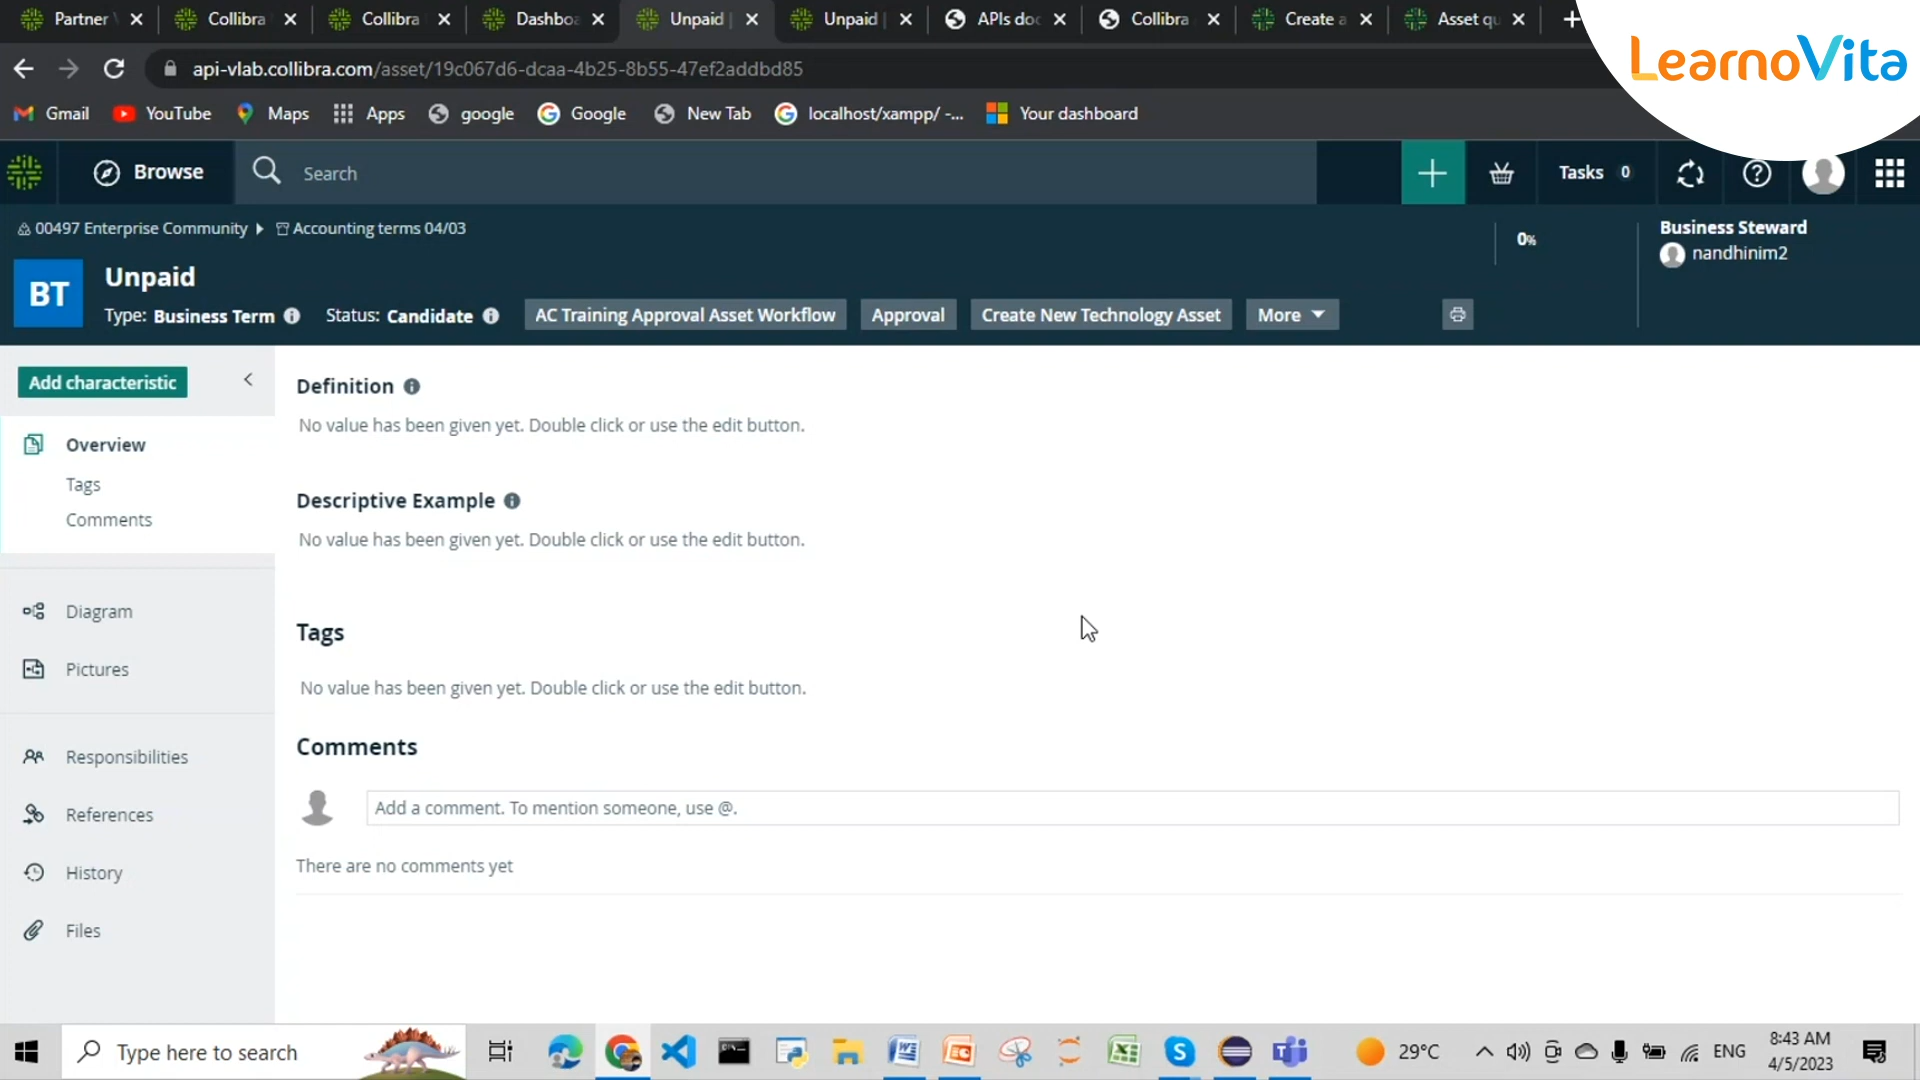 Partner
Collibra
Collibra
Dashbo
Unpaid |
Unpaid |
APIs do
Collibra
Create a
Asset qu
LearnoVita
api-vlab.collibra.com/asset/19c067d6-dcaa-4b25-8b55-47ef2addbd85
Gmail YouTube Maps Apps google Google New Tab localhost/xampp/ -... Your dashboard
Browse
Search
Tasks 0
00497 Enterprise Community Accounting terms 04/03
0%
Business Steward
nandhinim2
BT
Unpaid
Type: Business Term Status: Candidate
AC Training Approval Asset Workflow Approval Create New Technology Asset More
Add characteristic
Overview
Tags
Comments
Diagram
Pictures
Responsibilities
References
History
Files
Definition
No value has been given yet. Double click or use the edit button.
Descriptive Example
No value has been given yet. Double click or use the edit button.
Tags
No value has been given yet. Double click or use the edit button.
Comments
Add a comment. To mention someone, use @.
There are no comments yet
Type here to search
29°C
ENG
8:43 AM
4/5/2023